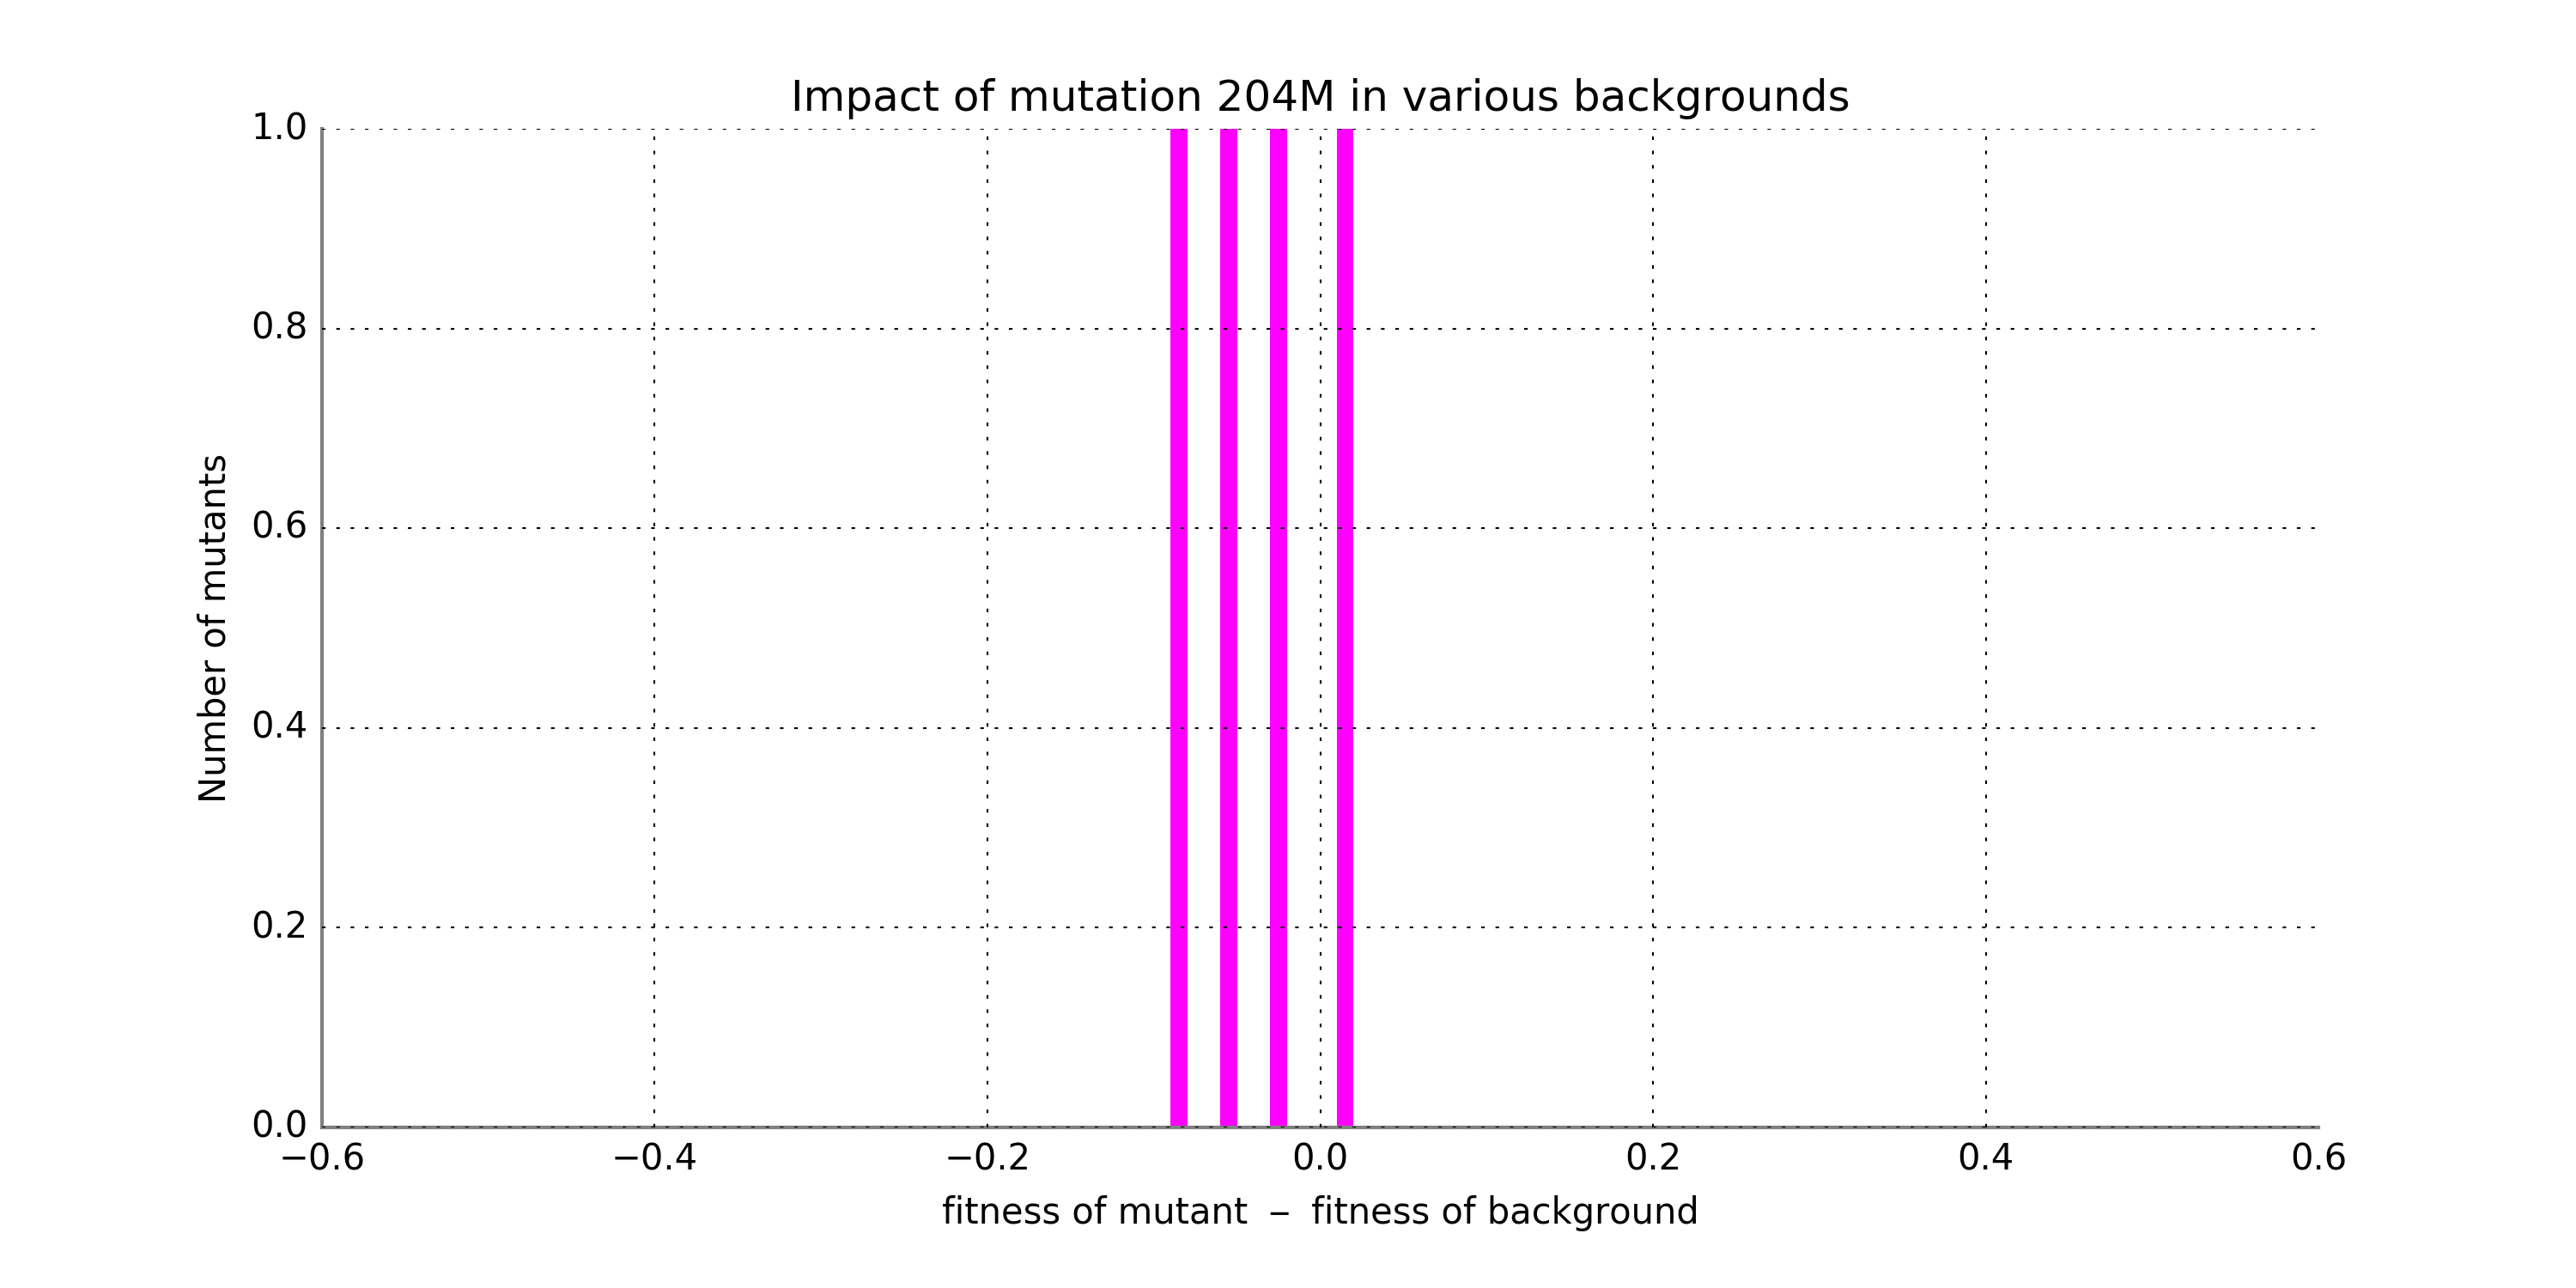 Impact of mutation 204M in various backgrounds
1.0
0.8
0.6
0.4
0.2
0.0
Number of mutants
−0.6 −0.4 −0.2 0.0 0.2 0.4 0.6
fitness of mutant − fitness of background